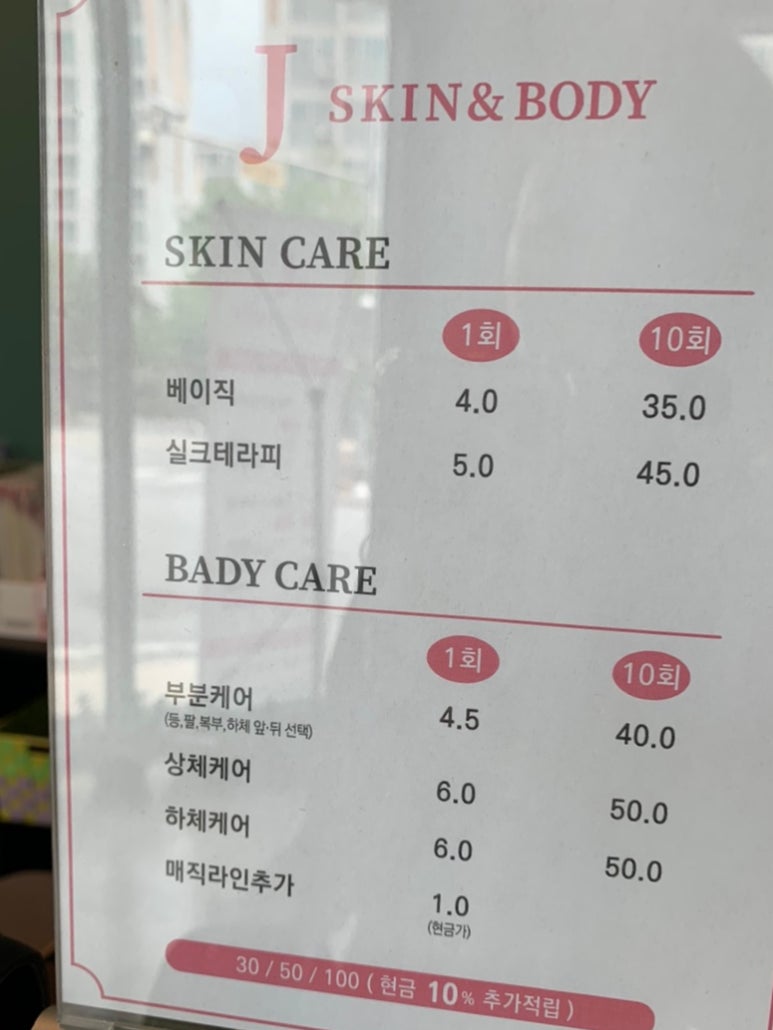 J SKIN&BODY
SKIN CARE
1회 10회
베이직 4.0 35.0
실크테라피 5.0 45.0
BADY CARE
1회 10회
부분케어 4.5 40.0
(등,팔,복부,하체 앞·뒤 선택)
상체케어 6.0 50.0
하체케어 6.0 50.0
매직라인추가 1.0
(현금가)
30 / 50 / 100 ( 현금 10% 추가적립 )